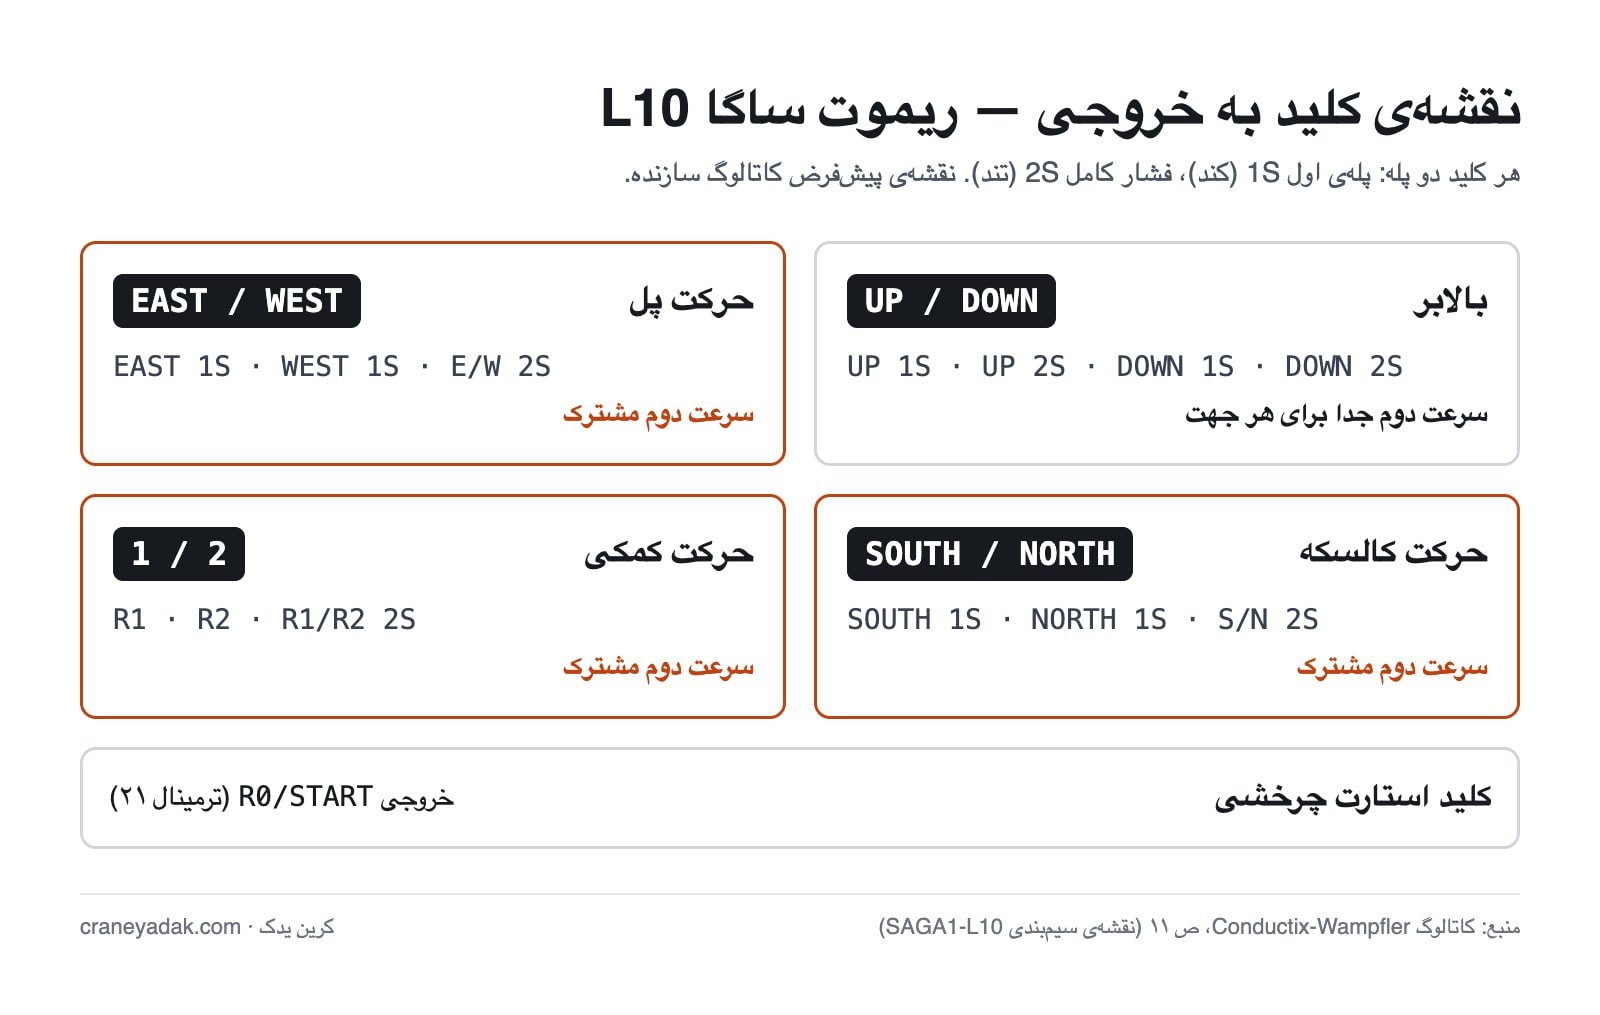 نقشه‌ی کلید به خروجی — ریموت ساگا L10
هر کلید دو پله: پله‌ی اول 1S (کند)، فشار کامل 2S (تند). نقشه‌ی پیش‌فرض کاتالوگ سازنده.
بالابر
UP / DOWN
UP 1S · UP 2S · DOWN 1S · DOWN 2S
سرعت دوم جدا برای هر جهت
حرکت پل
EAST / WEST
EAST 1S · WEST 1S · E/W 2S
سرعت دوم مشترک
حرکت کالسکه
SOUTH / NORTH
SOUTH 1S · NORTH 1S · S/N 2S
سرعت دوم مشترک
حرکت کمکی
1 / 2
R1 · R2 · R1/R2 2S
سرعت دوم مشترک
کلید استارت چرخشی
خروجی R0/START (ترمینال ۲۱)
منبع: کاتالوگ Conductix-Wampfler، ص ۱۱ (نقشه‌ی سیم‌بندی SAGA1-L10)
کرین یدک · craneyadak.com